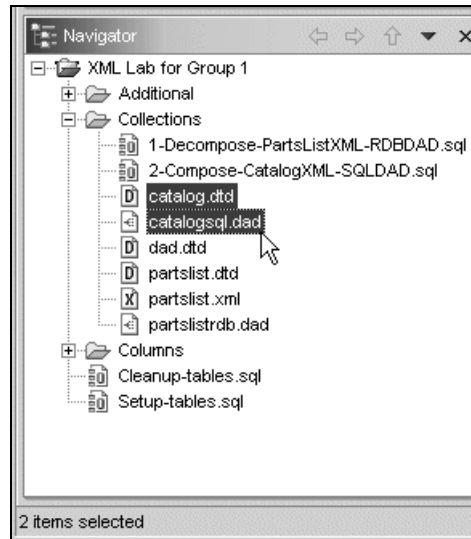 Navigator
XML Lab for Group 1
Additional
Collections
1-Decompose-PartsListXML-RDBDAD.sql
2-Compose-CatalogXML-SQLDAD.sql
catalog.dtd
catalogsql.dad
dad.dtd
partslist.dtd
partslist.xml
partslistrdb.dad
Columns
Cleanup-tables.sql
Setup-tables.sql
2 items selected